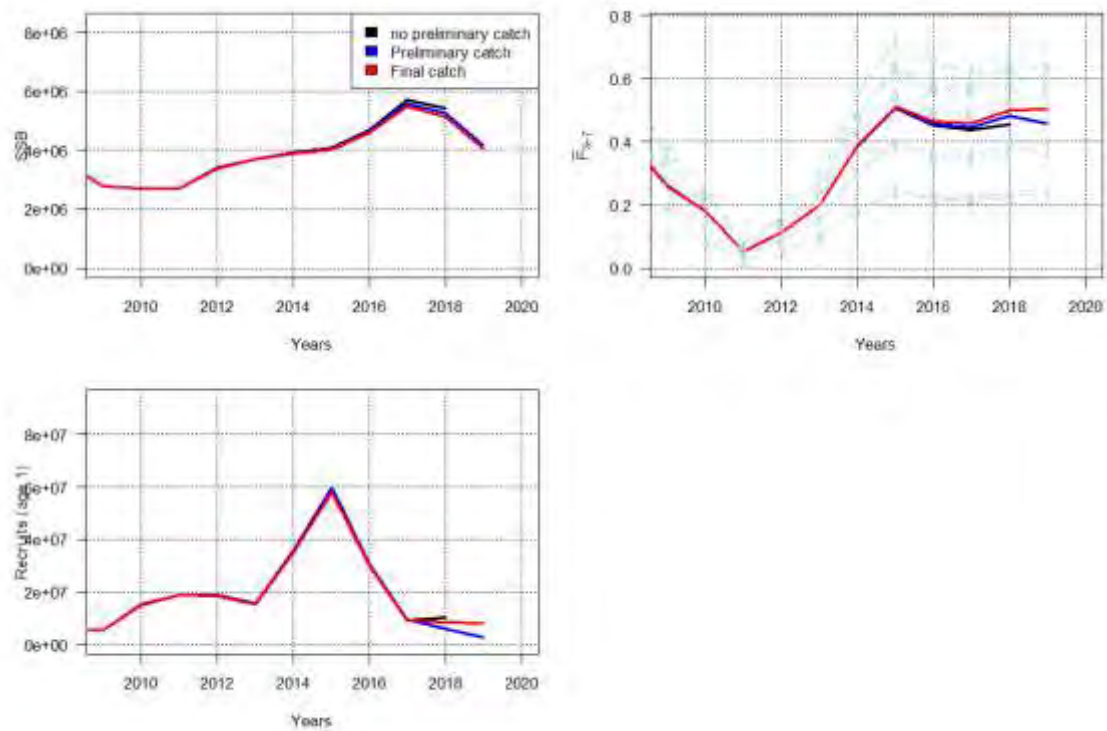 8e+06
6e+06
4e+06
2e+06
0e+00
SSB
no preliminary catch
Preliminary catch
Final catch
2010 2012 2014 2016 2018 2020
Years
0.8
0.6
0.4
0.2
0.0
2010 2012 2014 2016 2018 2020
Years
8e+07
6e+07
4e+07
2e+07
0e+00
Recruits (age 1)
2010 2012 2014 2016 2018 2020
Years